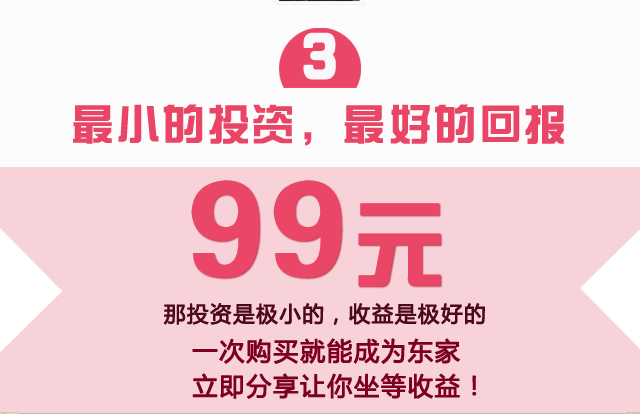 3
最小的投资，最好的回报
99元
那投资是极小的，收益是极好的
一次购买就能成为东家
立即分享让你坐等收益！